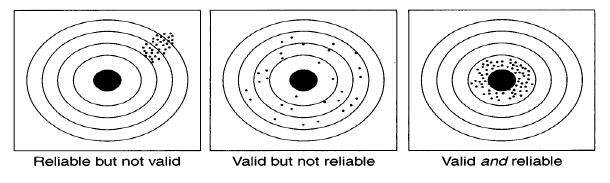 Reliable but not valid
Valid but not reliable
Valid and reliable